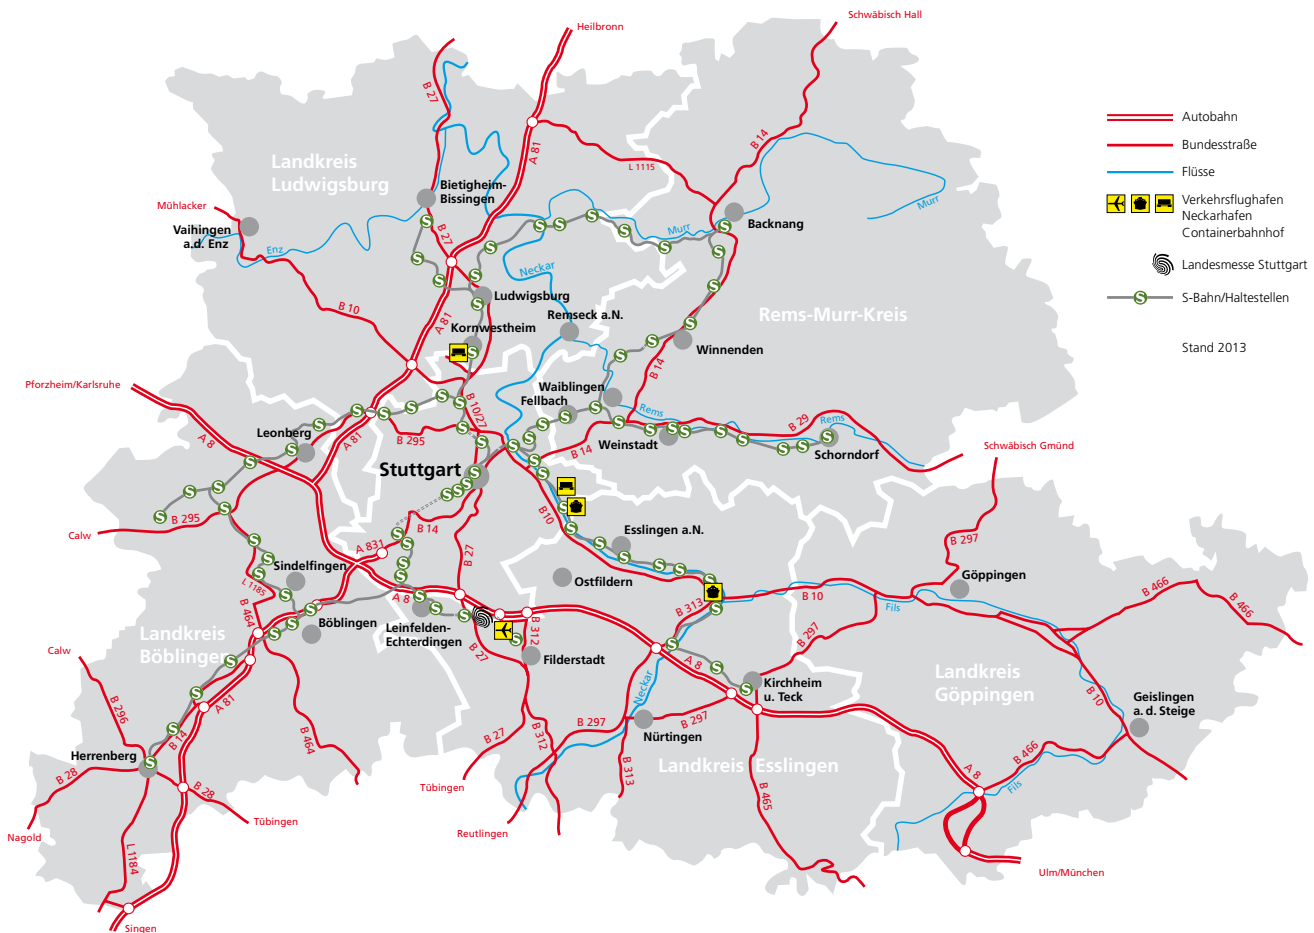 Heilbronn
Schwäbisch Hall
B 27
A 81
B 14
L 1115
Landkreis
Ludwigsburg
Bietigheim-
Bissingen
Mühlacker
Vaihingen
a.d. Enz
Enz
B 27
Murr
Murr
Backnang
Neckar
Ludwigsburg
B 10
A 81
Kornwestheim
Remseck a.N.
Rems-Murr-Kreis
Winnenden
B 14
Pforzheim/Karlsruhe
A 8
Waiblingen
Fellbach
Rems
B 29
Rems
Leonberg
A 81
B 295
B 10/27
B 14
Weinstadt
Schorndorf
Schwäbisch Gmünd
Stuttgart
Calw
B 295
B 14
B10
Esslingen a.N.
B 297
A 831
B 27
Sindelfingen
L 1185
Ostfildern
Göppingen
B 466
B 466
B 464
A 8
B 313
B 10
Fils
Böblingen
Leinfelden-
Echterdingen
B 312
B 27
Filderstadt
B 297
Landkreis
Böblingen
Calw
A 8
Kirchheim
u. Teck
Landkreis
Göppingen
Neckar
B 10
Geislingen
a. d. Steige
B 296
A 81
B 14
B 464
B 27
B 312
B 297
B 297
Nürtingen
Herrenberg
B 28
B 28
B 313
Landkreis Esslingen
B 465
A 8
B 466
Fils
Tübingen
Tübingen
Nagold
Reutlingen
L 1184
Singen
Ulm/München
Autobahn
Bundesstraße
Flüsse
Verkehrsflughafen
Neckarhafen
Containerbahnhof
Landesmesse Stuttgart
S S-Bahn/Haltestellen
Stand 2013